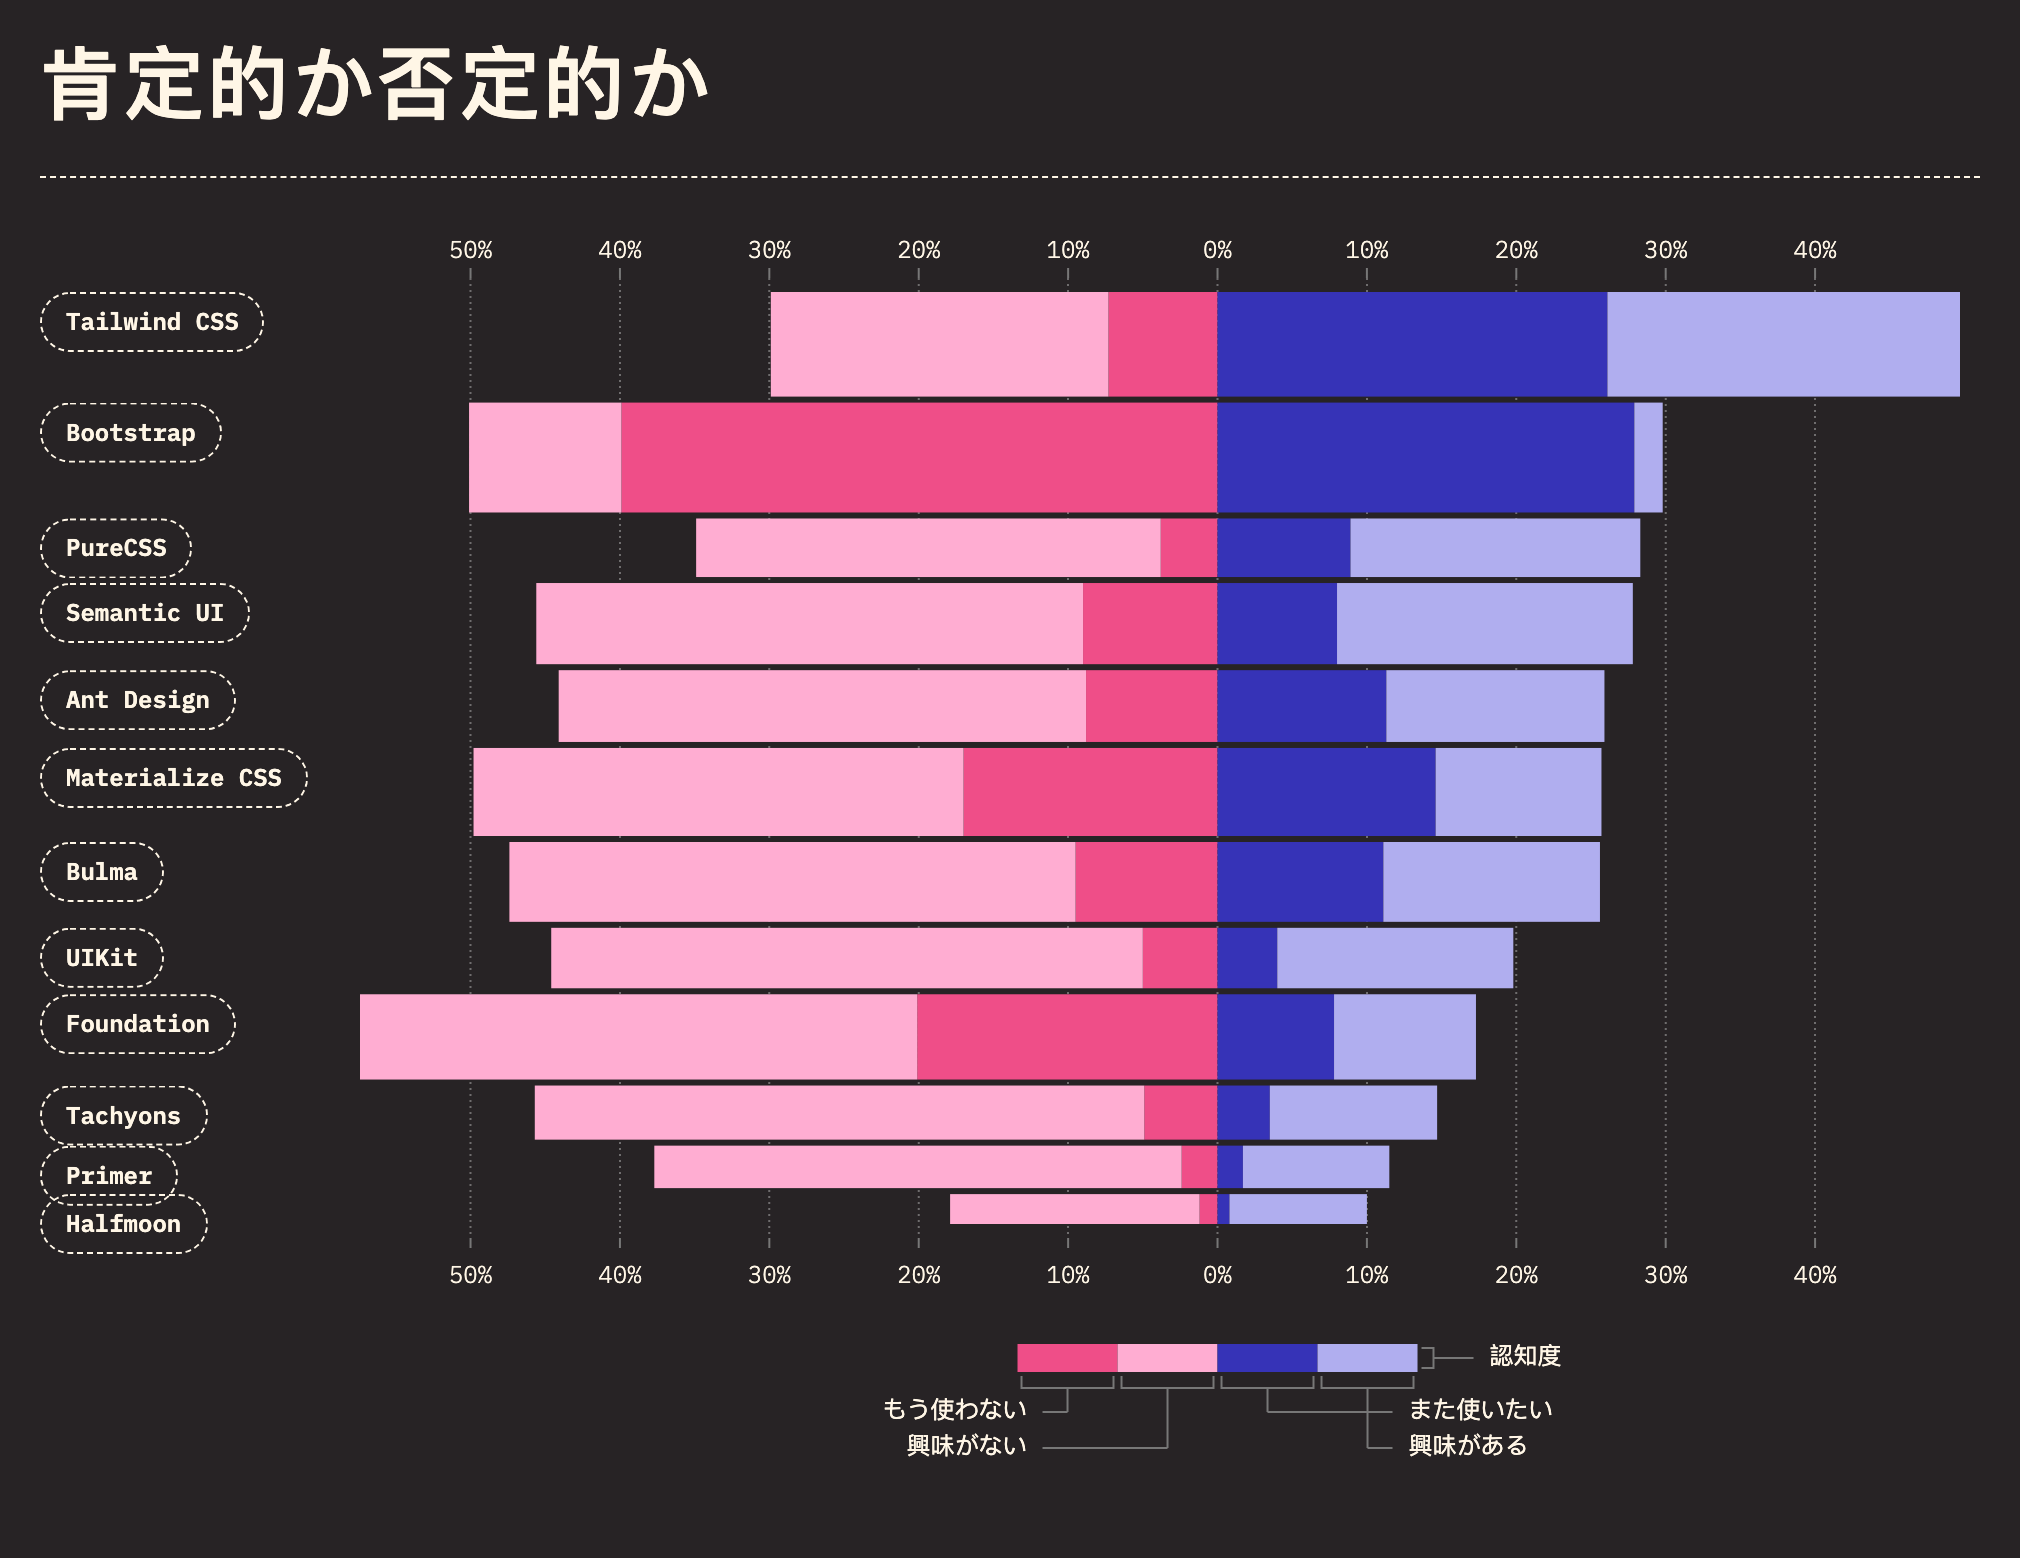 肯定的か否定的か
50% 40% 30% 20% 10% 0% 10% 20% 30% 40%
Tailwind CSS
Bootstrap
PureCSS
Semantic UI
Ant Design
Materialize CSS
Bulma
UIKit
Foundation
Tachyons
Primer
Halfmoon
50% 40% 30% 20% 10% 0% 10% 20% 30% 40%
認知度
もう使わない また使いたい
興味がない 興味がある